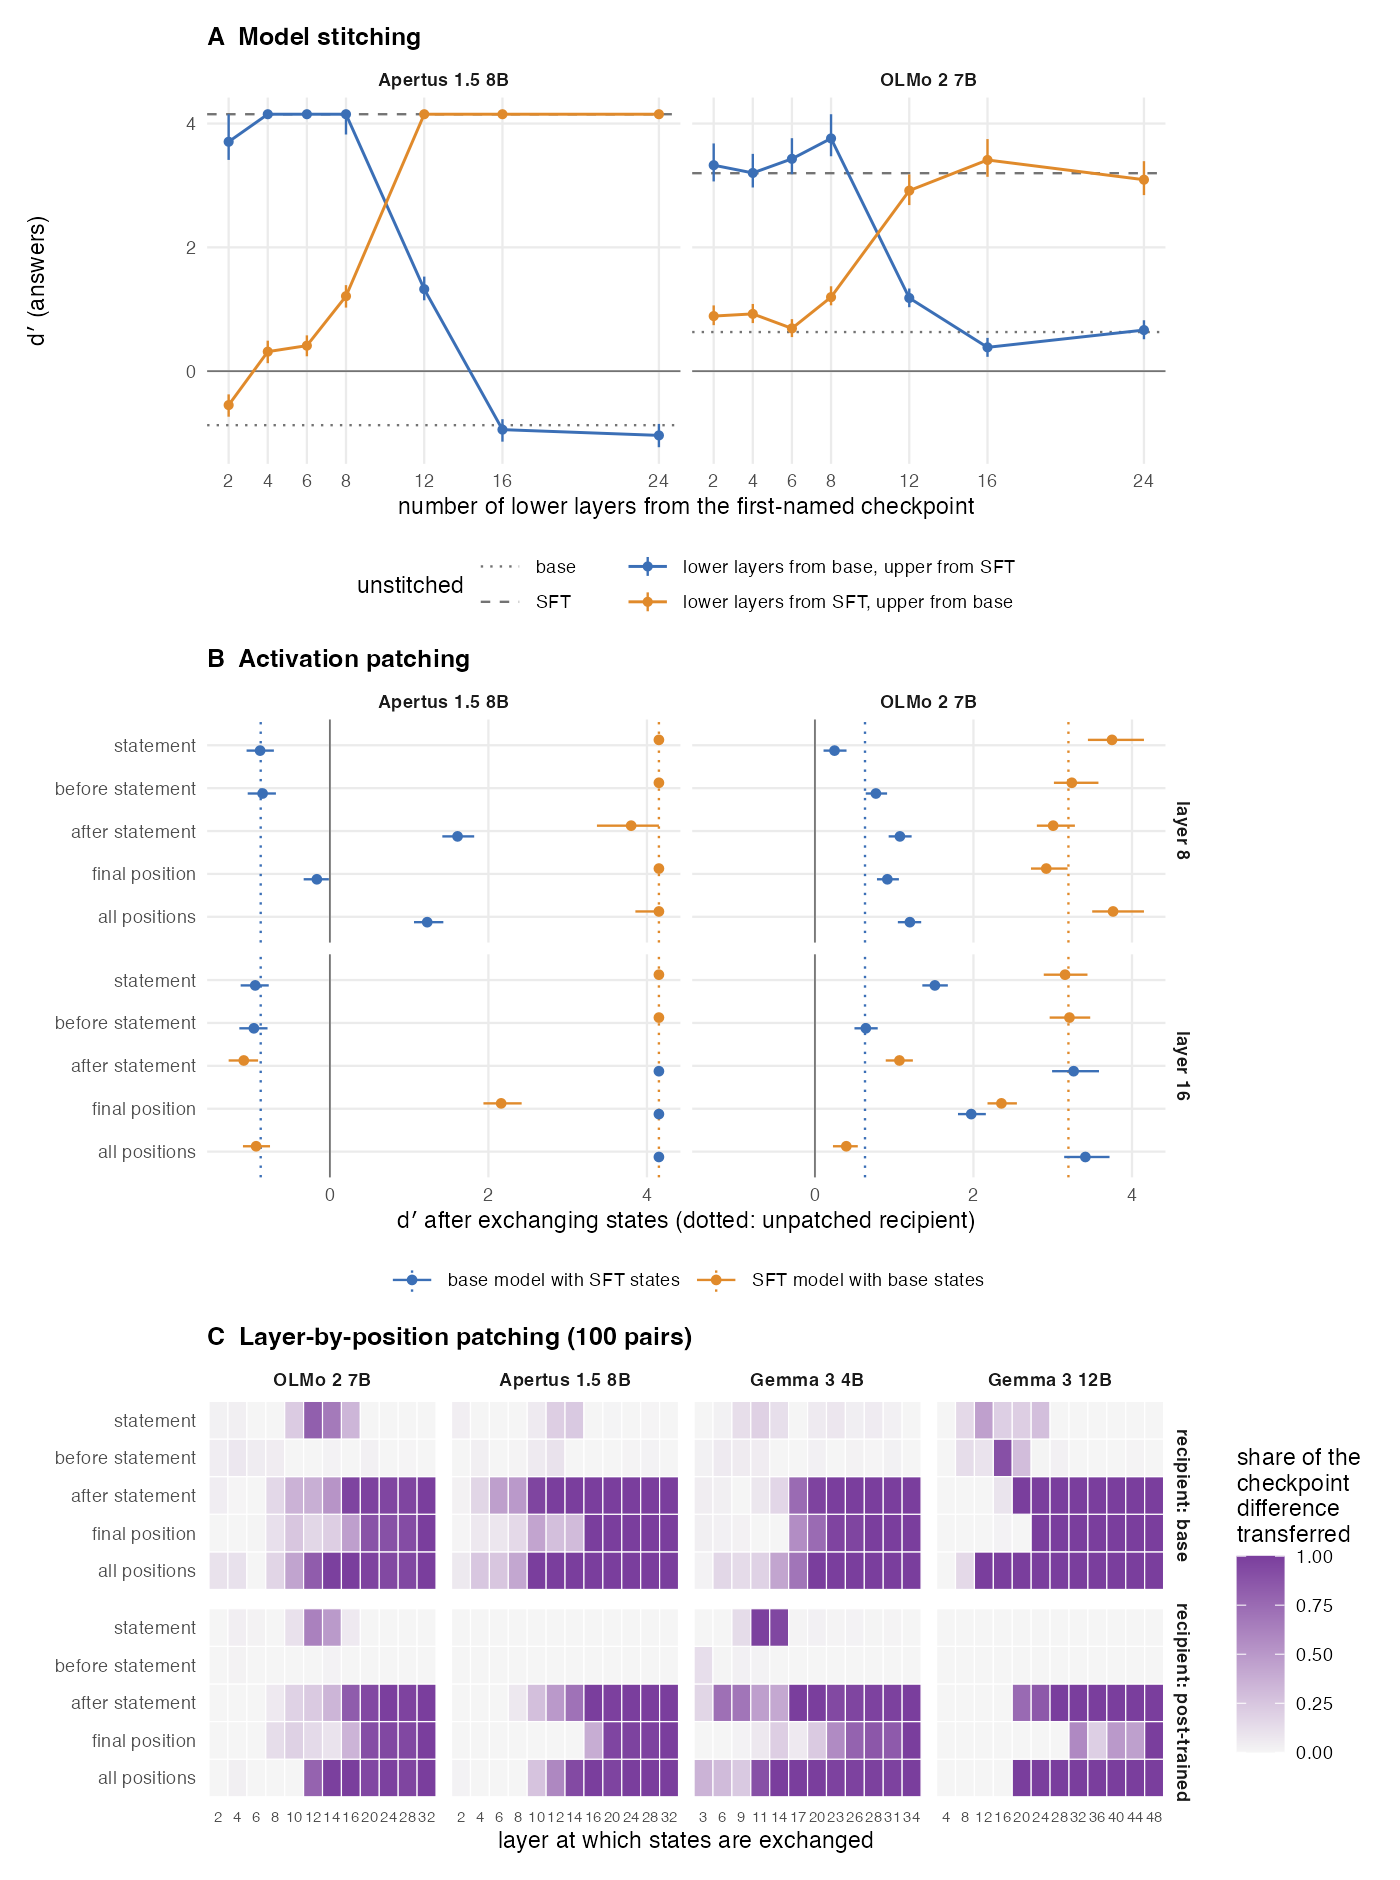 A Model stitching
Apertus 1.5 8B
OLMo 2 7B
d′ (answers)
4
2
0
2 4 6 8 12 16 24
2 4 6 8 12 16 24
number of lower layers from the first-named checkpoint
unstitched
base
SFT
lower layers from base, upper from SFT
lower layers from SFT, upper from base
B Activation patching
Apertus 1.5 8B
OLMo 2 7B
statement
before statement
after statement
final position
all positions
layer 8
statement
before statement
after statement
final position
all positions
layer 16
0 2 4
0 2 4
d′ after exchanging states (dotted: unpatched recipient)
base model with SFT states
SFT model with base states
C Layer-by-position patching (100 pairs)
OLMo 2 7B
Apertus 1.5 8B
Gemma 3 4B
Gemma 3 12B
statement
before statement
after statement
final position
all positions
recipient: base
statement
before statement
after statement
final position
all positions
recipient: post-trained
2 4 6 8 10 12 14 16 20 24 28 32
2 4 6 8 10 12 14 16 20 24 28 32
3 6 9 11 14 17 20 23 26 28 31 34
4 8 12 16 20 24 28 32 36 40 44 48
layer at which states are exchanged
share of the
checkpoint
difference
transferred
1.00
0.75
0.50
0.25
0.00